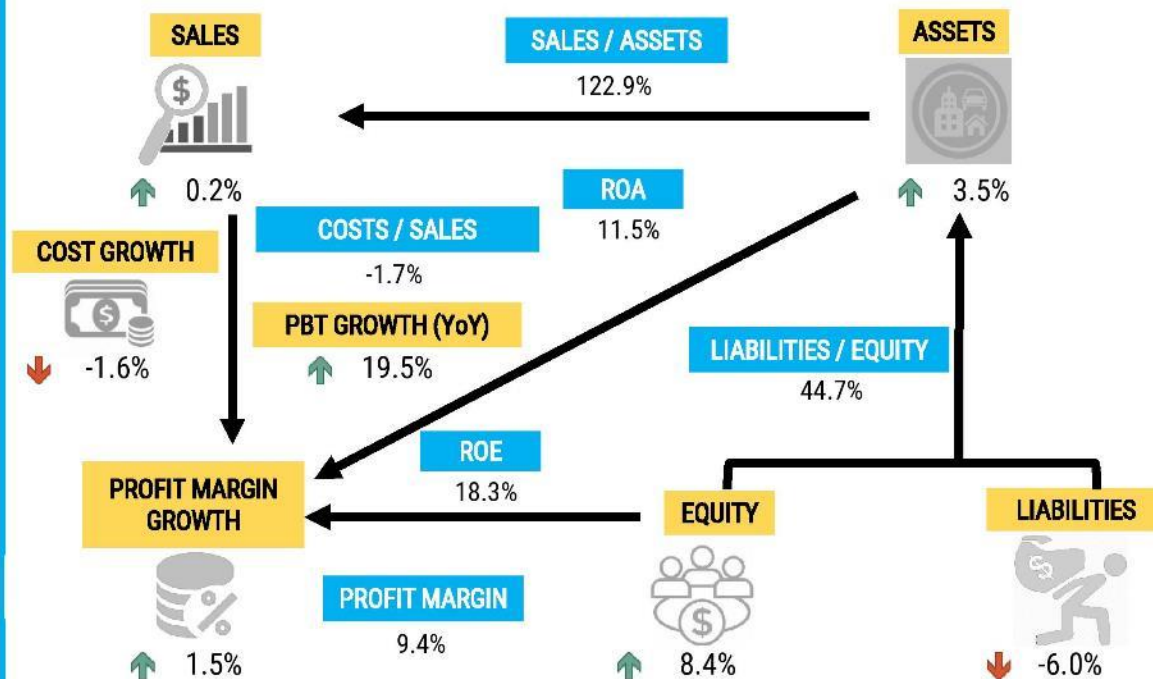 SALES
SALES / ASSETS
ASSETS
122.9%
$
0.2%
ROA
3.5%
11.5%
COST GROWTH
COSTS / SALES
-1.7%
$
PBT GROWTH (YoY)
-1.6%
19.5%
LIABILITIES / EQUITY
44.7%
ROE
18.3%
PROFIT MARGIN
GROWTH
EQUITY
LIABILITIES
%
$
$
PROFIT MARGIN
9.4%
1.5%
8.4%
-6.0%